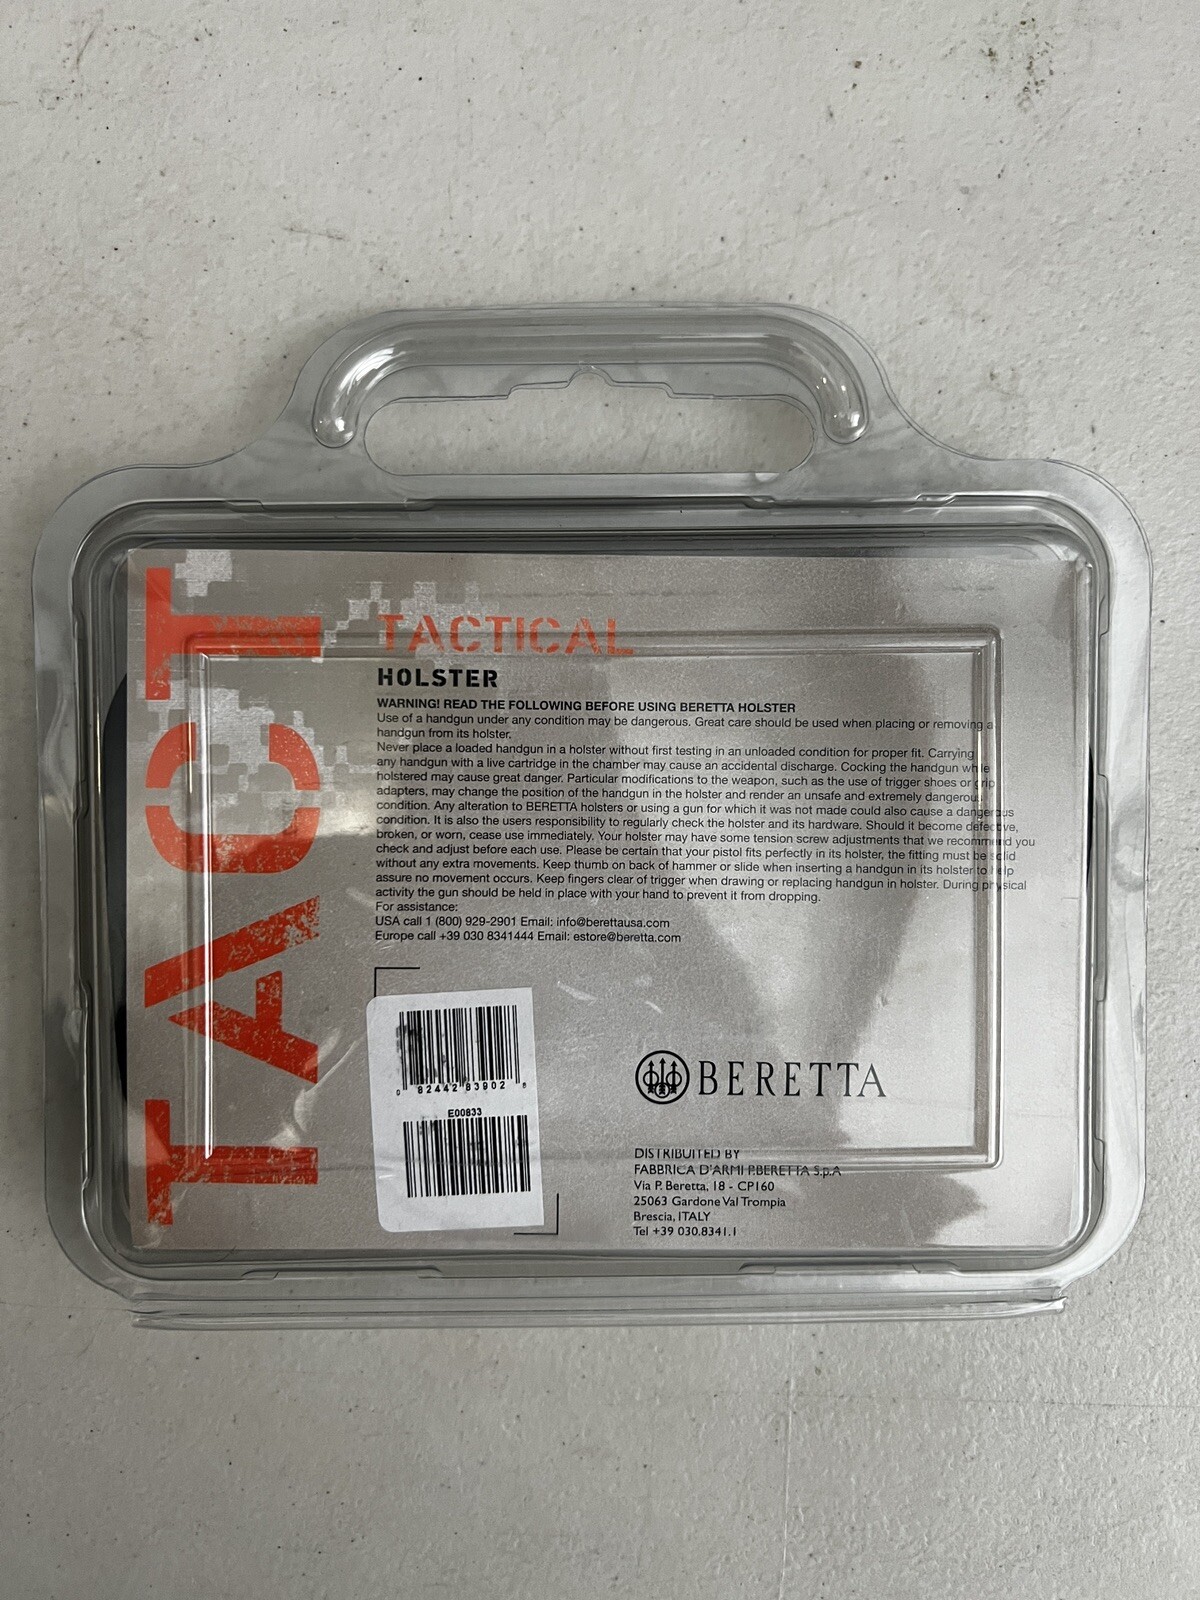 TACT
TACTICAL
HOLSTER
WARNING! READ THE FOLLOWING BEFORE USING BERETTA HOLSTER
Use of a handgun under any condition may be dangerous. Great care should be used when placing or removing a
handgun from its holster.
Never place a loaded handgun in a holster without first testing in an unloaded condition for proper fit. Carrying
any handgun with a live cartridge in the chamber may cause an accidental discharge. Cocking the handgun while
holstered may cause great danger. Particular modifications to the weapon, such as the use of trigger shoes or grip
adapters, may change the position of the handgun in the holster and render an unsafe and extremely dangerous
condition. Any alteration to BERETTA holsters or using a gun for which it was not made could also cause a dangerous
condition. It is also the users responsibility to regularly check the holster and its hardware. Should it become defective,
broken, or worn, cease use immediately. Your holster may have some tension screw adjustments that we recommend you
check and adjust before each use. Please be certain that your pistol fits perfectly in its holster, the fitting must be solid
without any extra movements. Keep thumb on back of hammer or slide when inserting a handgun in its holster to help
assure no movement occurs. Keep fingers clear of trigger when drawing or replacing handgun in holster. During physical
activity the gun should be held in place with your hand to prevent it from dropping.
For assistance:
USA call 1 (800) 929-2901 Email: info@berettausa.com
Europe call +39 030 8341444 Email: estore@beretta.com
0 82442 83902 8
E00833
BERETTA
DISTRIBUITED BY
FABBRICA D'ARMI P.BERETTA S.p.A
Via P. Beretta, 18 - CP160
25063 Gardone Val Trompia
Brescia, ITALY
Tel +39 030.8341.1